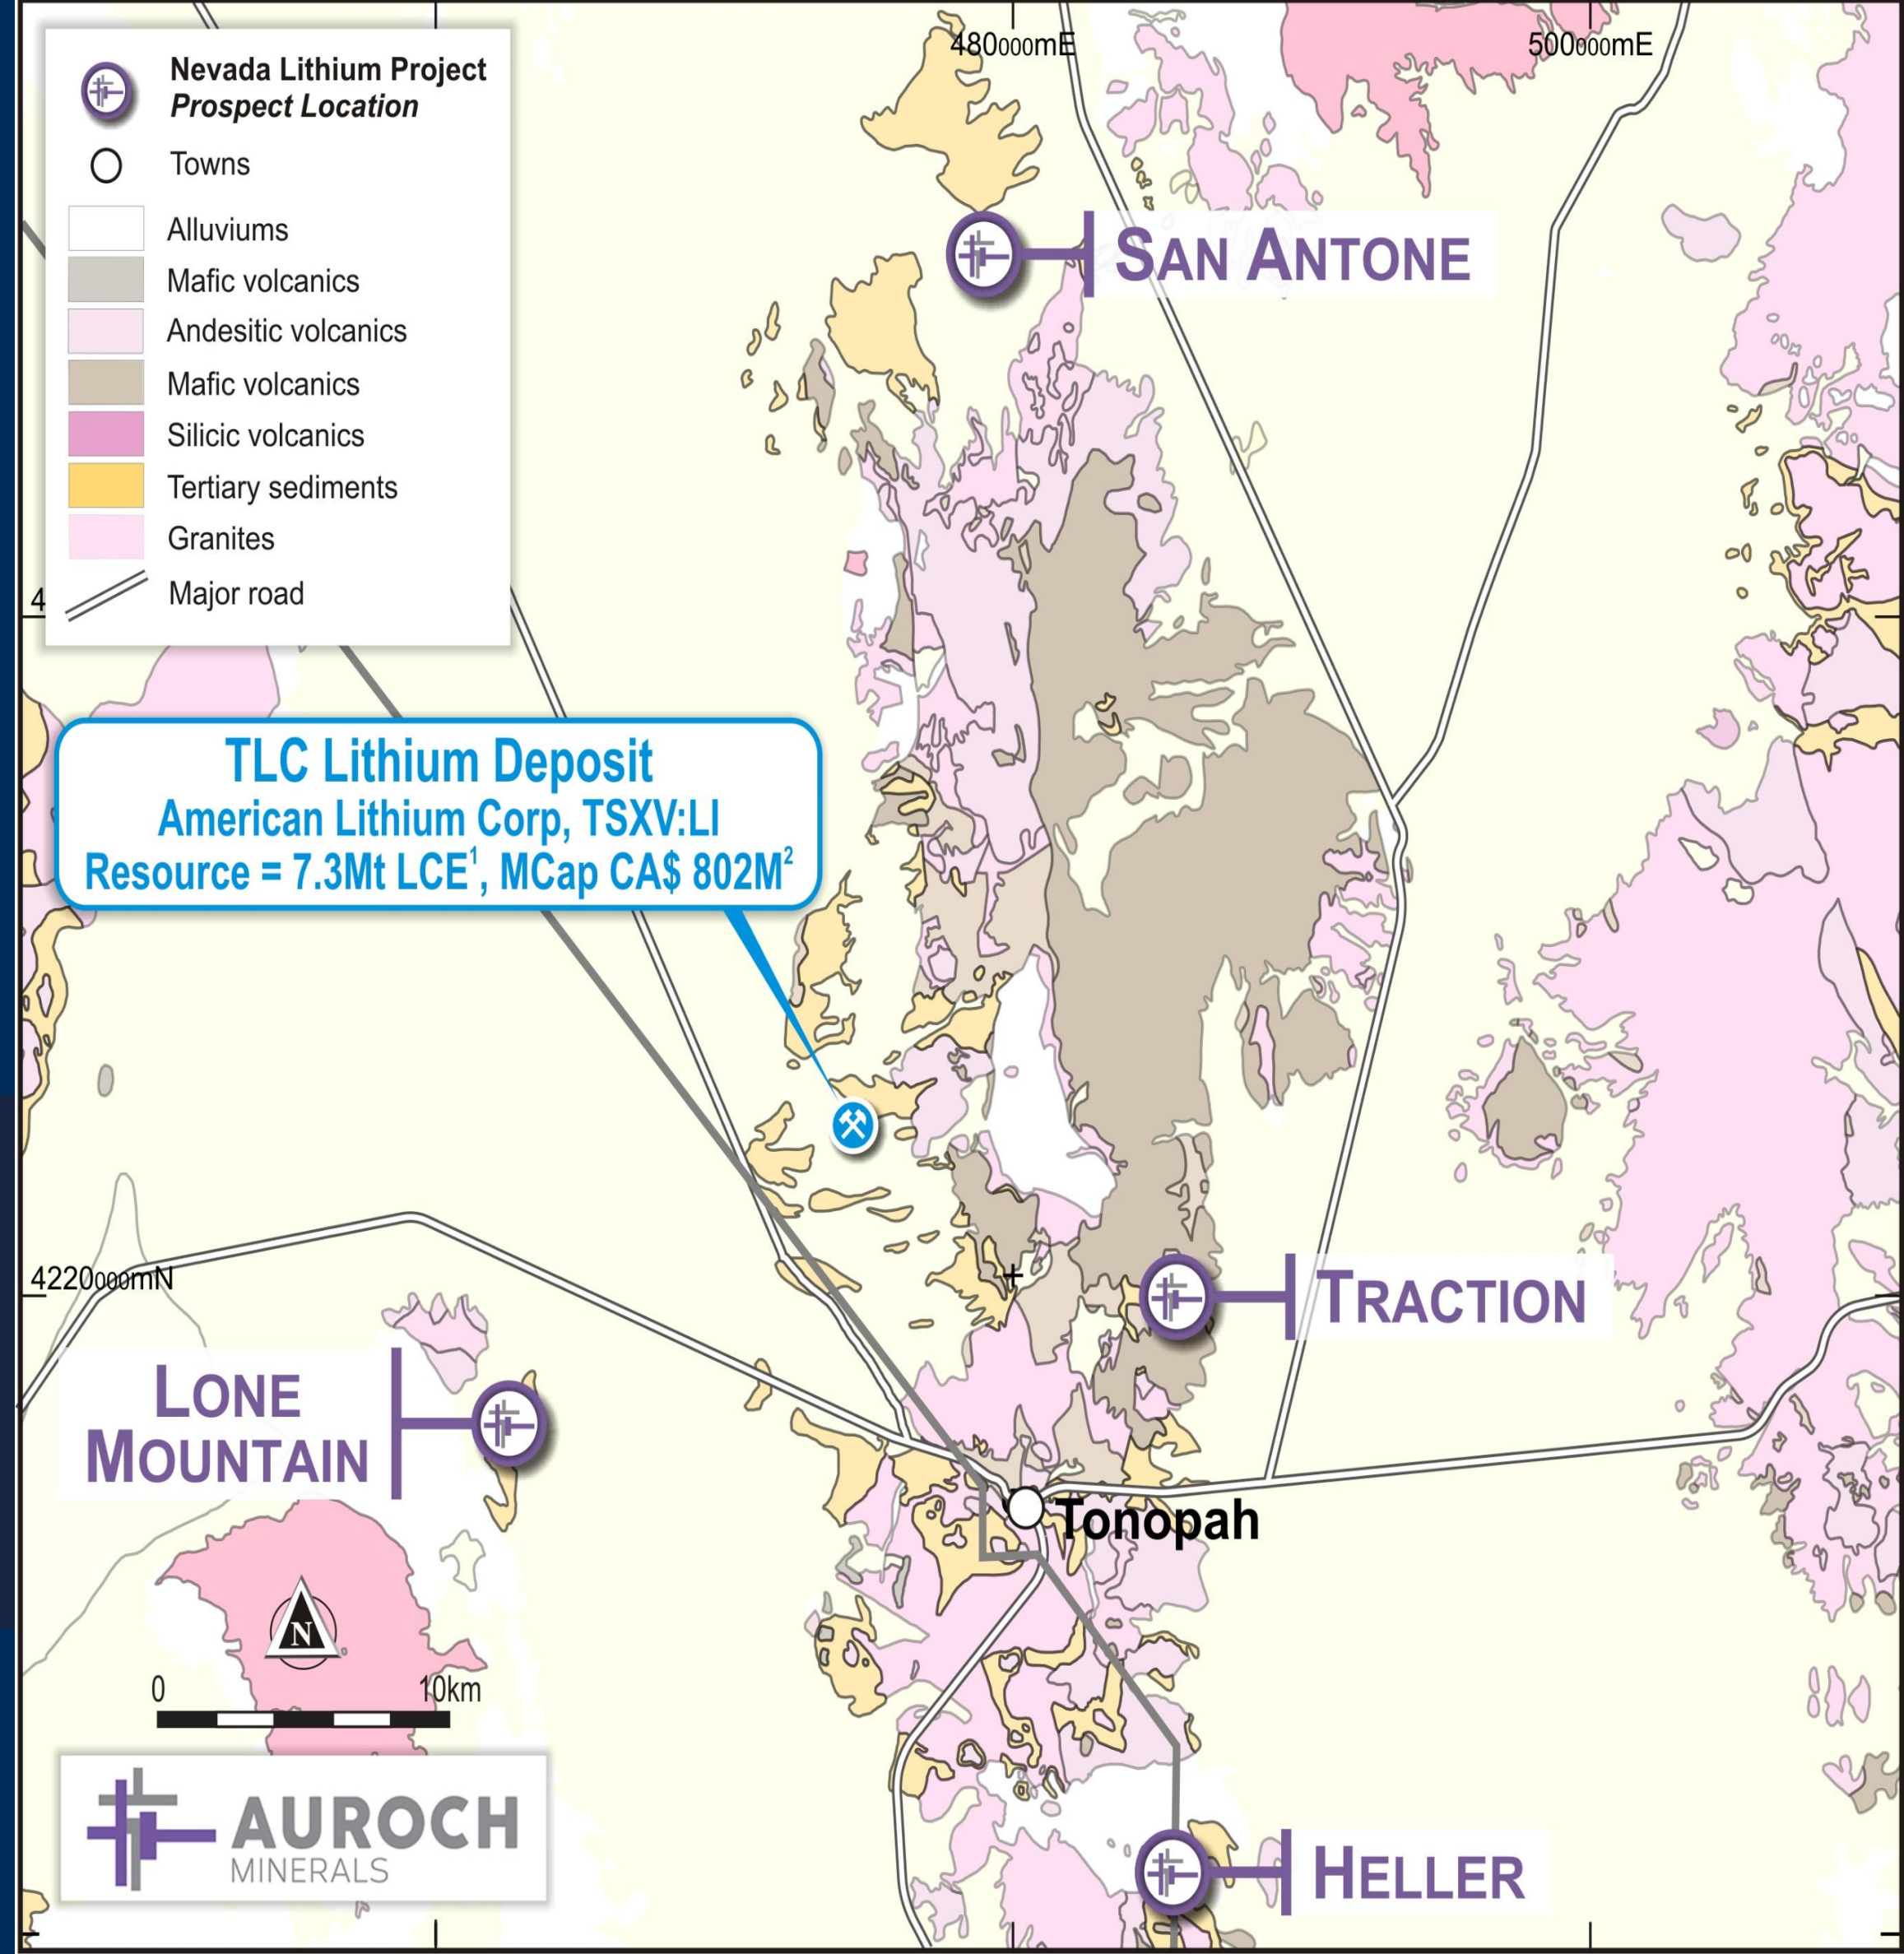 480000mE
500000mE
Nevada Lithium Project
Prospect Location
Towns
Alluviums
Mafic volcanics
Andesitic volcanics
Mafic volcanics
Silicic volcanics
Tertiary sediments
Granites
Major road
SAN ANTONE
4
TLC Lithium Deposit
American Lithium Corp, TSXV:LI
Resource = 7.3Mt LCE¹, MCap CA$ 802M²
4220000mN
TRACTION
LONE
MOUNTAIN
Tonopah
N
0 10km
AUROCH
MINERALS
HELLER